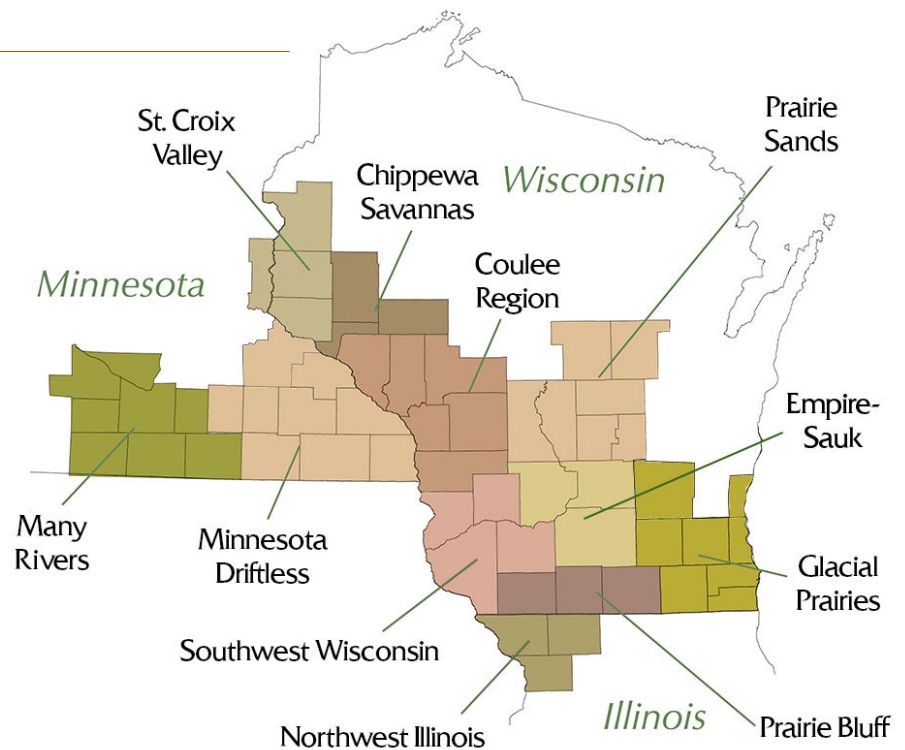 Prairie
Sands
St. Croix
Valley
Chippewa
Savannas
Wisconsin
Coulee
Region
Minnesota
Empire-
Sauk
Many
Rivers
Minnesota
Driftless
Glacial
Prairies
Southwest Wisconsin
Northwest Illinois
Illinois
Prairie Bluff